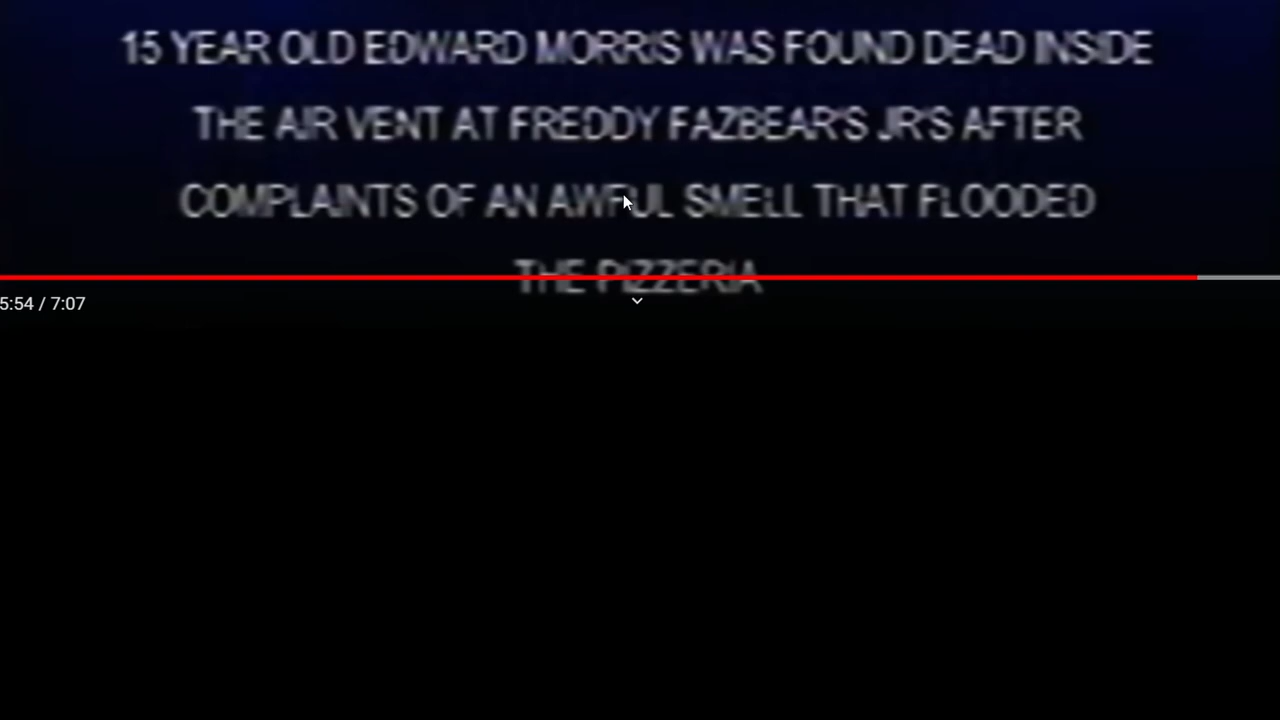 15 YEAR OLD EDWARD MORRIS WAS FOUND DEAD INSIDE
THE AIR VENT AT FREDDY FAZBEAR'S JR'S AFTER
COMPLAINTS OF AN AWFUL SMELL THAT FLOODED
THE PIZZERIA
5:54 / 7:07